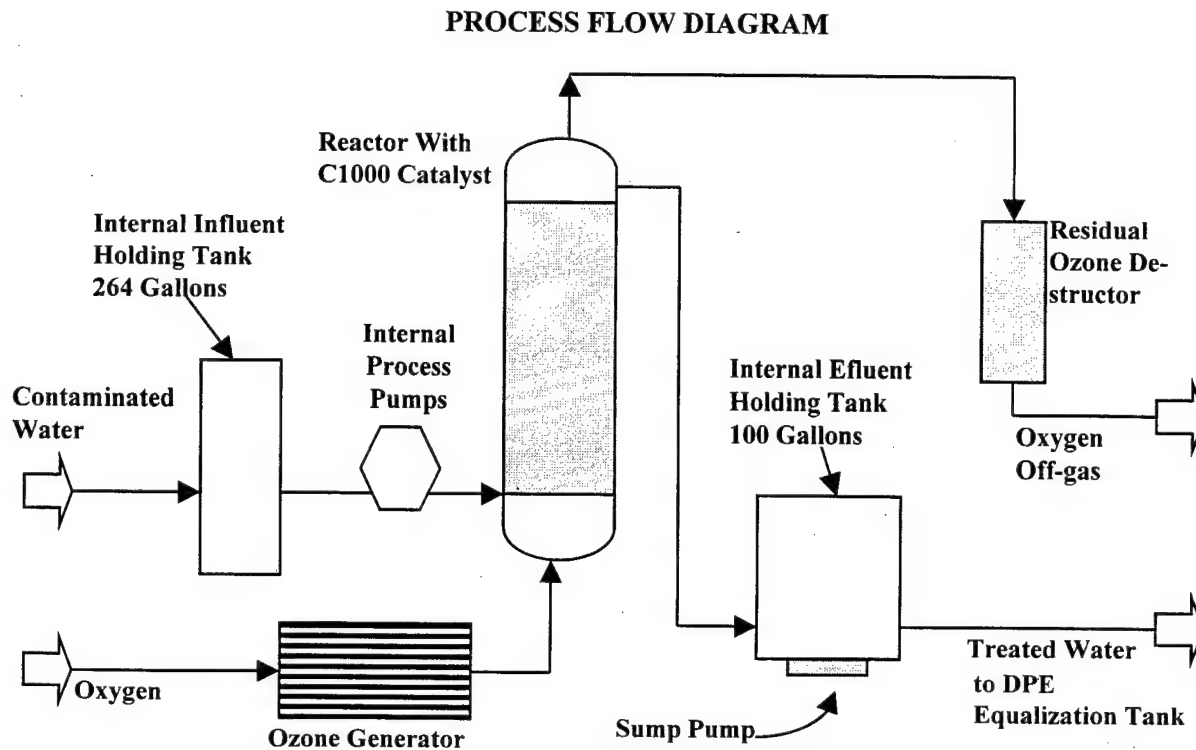 PROCESS FLOW DIAGRAM
Reactor With
C1000 Catalyst
Internal Influent
Holding Tank
264 Gallons
Residual
Ozone De-
structor
Internal
Process
Pumps
Internal Efluent
Holding Tank
100 Gallons
Contaminated
Water
Oxygen
Off-gas
Oxygen
Ozone Generator
Sump Pump
Treated Water
to DPE
Equalization Tank